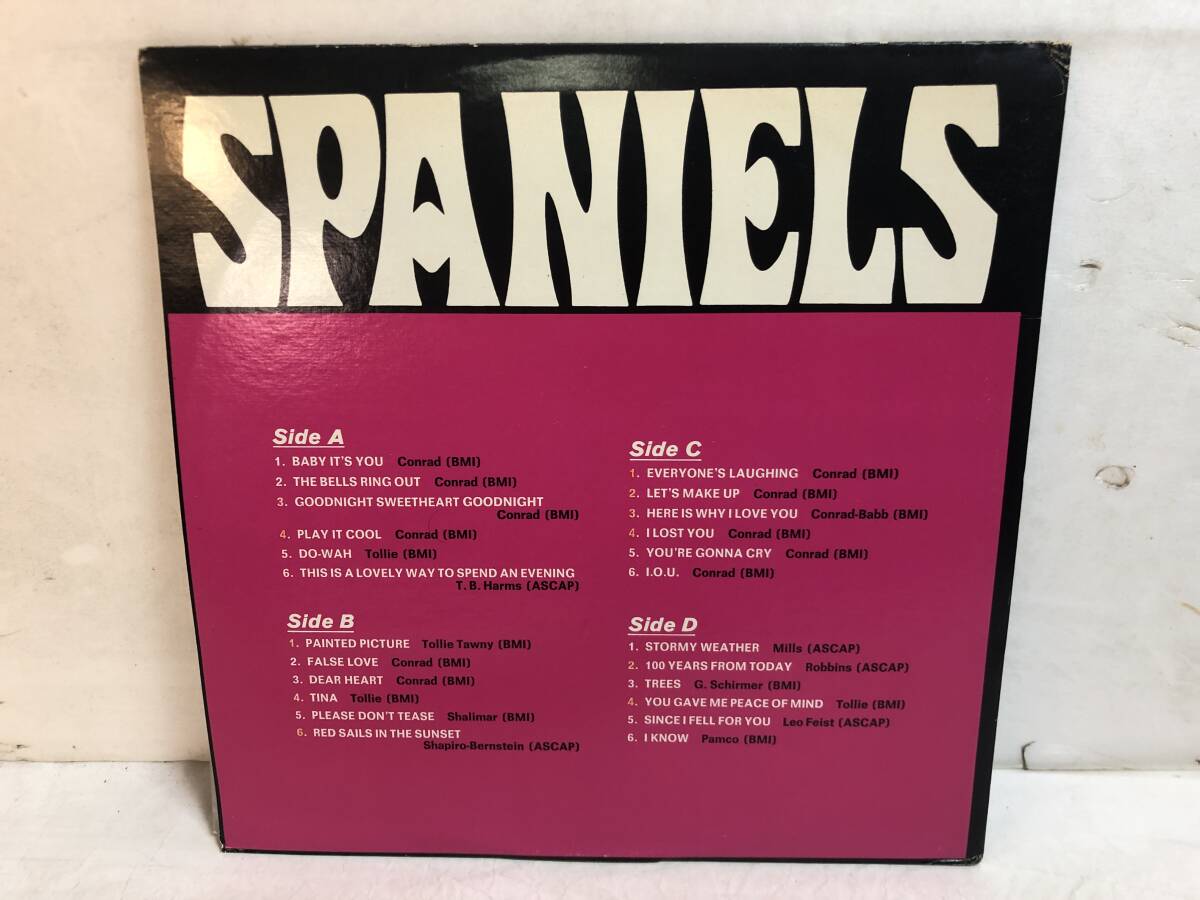 SPANIELS
Side A
1. BABY IT'S YOU Conrad (BMI)
2. THE BELLS RING OUT Conrad (BMI)
3. GOODNIGHT SWEETHEART GOODNIGHT
Conrad (BMI)
4. PLAY IT COOL Conrad (BMI)
5. DO-WAH Tollie (BMI)
6. THIS IS A LOVELY WAY TO SPEND AN EVENING
T. B. Harms (ASCAP)
Side B
1. PAINTED PICTURE Tollie Tawny (BMI)
2. FALSE LOVE Conrad (BMI)
3. DEAR HEART Conrad (BMI)
4. TINA Tollie (BMI)
5. PLEASE DON'T TEASE Shalimar (BMI)
6. RED SAILS IN THE SUNSET
Shapiro-Bernstein (ASCAP)
Side C
1. EVERYONE'S LAUGHING Conrad (BMI)
2. LET'S MAKE UP Conrad (BMI)
3. HERE IS WHY I LOVE YOU Conrad-Babb (BMI)
4. I LOST YOU Conrad (BMI)
5. YOU'RE GONNA CRY Conrad (BMI)
6. I.O.U. Conrad (BMI)
Side D
1. STORMY WEATHER Mills (ASCAP)
2. 100 YEARS FROM TODAY Robbins (ASCAP)
3. TREES G. Schirmer (BMI)
4. YOU GAVE ME PEACE OF MIND Tollie (BMI)
5. SINCE I FELL FOR YOU Leo Feist (ASCAP)
6. I KNOW Pamco (BMI)